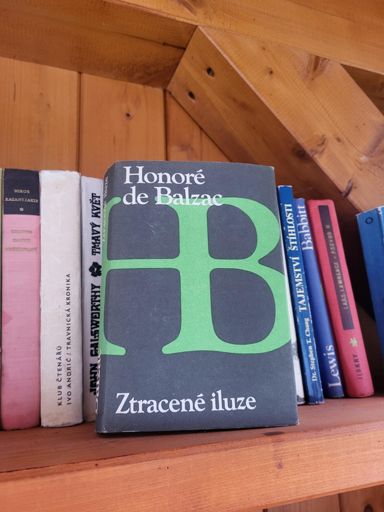 NIKOS
KAZANTZAKIS
KLUB ČTENÁŘŮ
IVO ANDRIĆ / TRAVNICKÁ KRONIKA
JOHN GALSWORTHY
TMAVÝ KVĚT
Honoré
de Balzac
HB
Ztracené iluze
Dr. Stephen T. Chang
TAJEMSTVÍ ŠTÍHLOSTI
Lewis
Babbitt